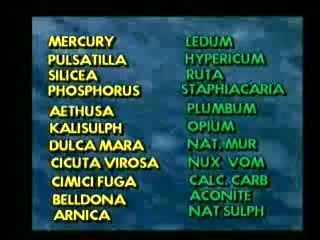 MERCURY
PULSATILLA
SILICEA
PHOSPHORUS
AETHUSA
KALISULPH
DULCA MARA
CICUTA VIROSA
CIMICI FUGA
BELLDONA
ARNICA
LEDUM
HYPERICUM
RUTA
STAPHIACARIA
PLUMBUM
OPIUM
NAT. MUR
NUX VOM
CALC. CARB
ACONITE
NAT SULPH